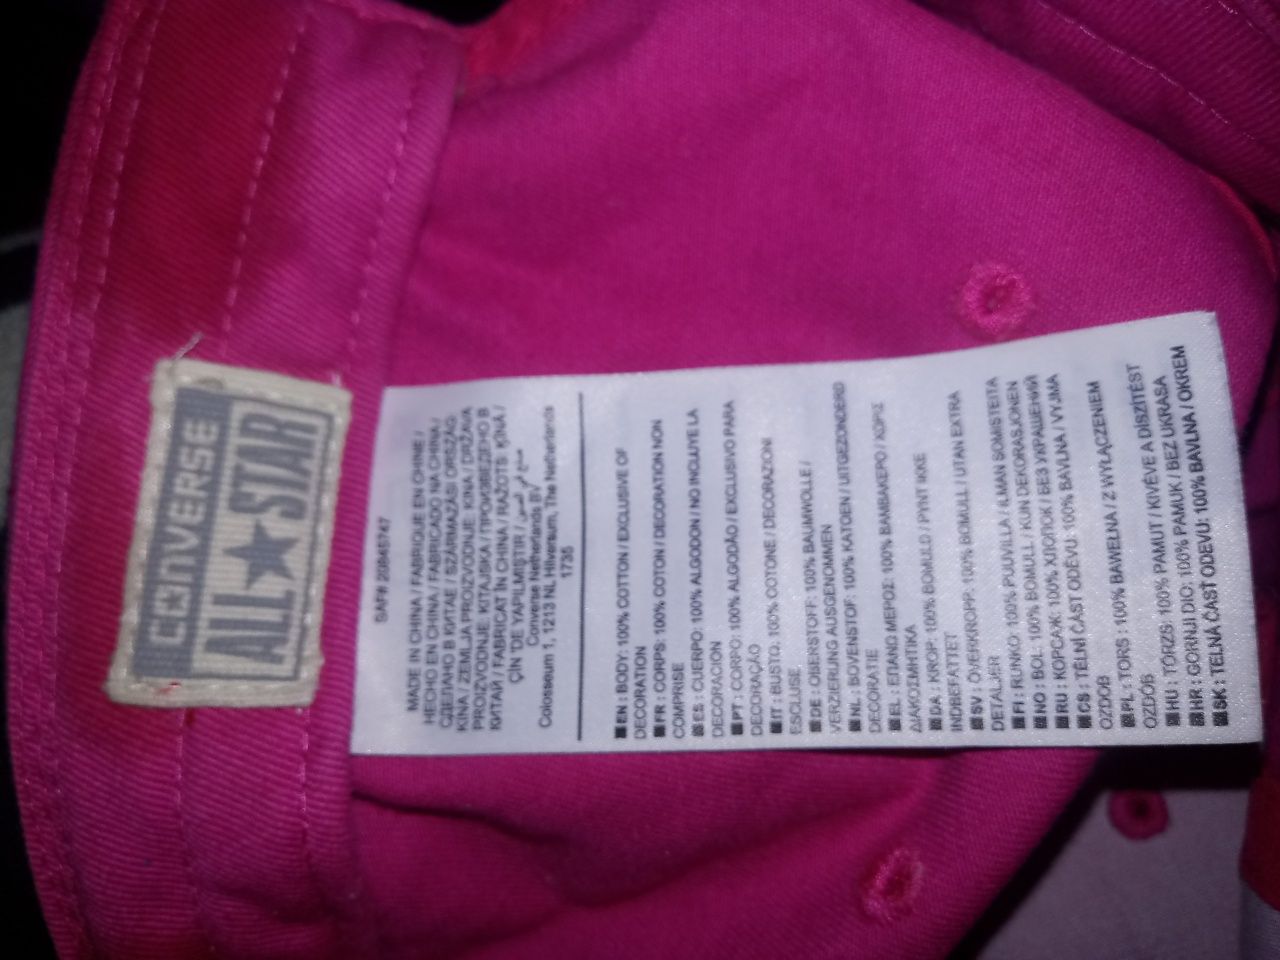 CONVERSE
ALL STAR
SAP# 20845747
MADE IN CHINA / FABRIQUÉ EN CHINE /
HECHO EN CHINA / FABRICADO NA CHINA /
СДЕЛАНО В КИТАЕ / SZÁRMAZÁSI ORSZÁG:
KÍNA / ZEMLJA PROIZVODNJE: KINA / DRŽAVA
PROIZVODNJE: KITAJSKA / ПРОИЗВЕДЕНО В
КИТАЙ / FABRICAT ÎN CHINA / RAŽOTS: ĶĪNĀ /
ÇİN 'DE YAPILMIŞTIR / صنع في الصين
Converse Netherlands BV
Colosseum 1, 1213 NL Hilversum, The Netherlands
1735
EN : BODY: 100% COTTON / EXCLUSIVE OF
DECORATION
FR : CORPS: 100% COTON / DECORATION NON
COMPRISE
ES : CUERPO: 100% ALGODON / NO INCLUYE LA
DECORACION
PT : CORPO: 100% ALGODÃO / EXCLUSIVO PARA
DECORAÇÃO
IT : BUSTO: 100% COTONE / DECORAZIONI
ESCLUSE
DE : OBERSTOFF: 100% BAUMWOLLE /
VERZIERUNG AUSGENOMMEN
NL : BOVENSTOF: 100% KATOEN / UITGEZONDERD
DECORATIE
EL : ΕΠΑΝΩ ΜΕΡΟΣ: 100% ΒΑΜΒΑΚΕΡΟ / ΧΩΡΙΣ
ΔΙΑΚΟΣΜΗΤΙΚΑ
DA : KROP: 100% BOMULD / PYNT IKKE
INDBEFATTET
SV : ÖVERKROPP: 100% BOMULL / UTAN EXTRA
DETALJER
FI : RUNKO: 100% PUUVILLA / ILMAN SOMISTEITA
NO : BOL: 100% BOMULL / KUN DEKORASJONEN
RU : КОРСАЖ: 100% ХЛОПОК / БЕЗ УКРАШЕНИЙ
CS : TĚLNÍ ČÁST ODĚVU: 100% BAVLNA / VYJMA
OZDOB
PL : TORS : 100% BAWEŁNA / Z WYŁĄCZENIEM
OZDÓB
HU : TÖRZS: 100% PAMUT / KIVÉVE A DÍSZÍTÉST
HR : GORNJI DIO: 100% PAMUK / BEZ UKRASA
SK : TELNÁ ČASŤ ODEVU: 100% BAVLNA / OKREM